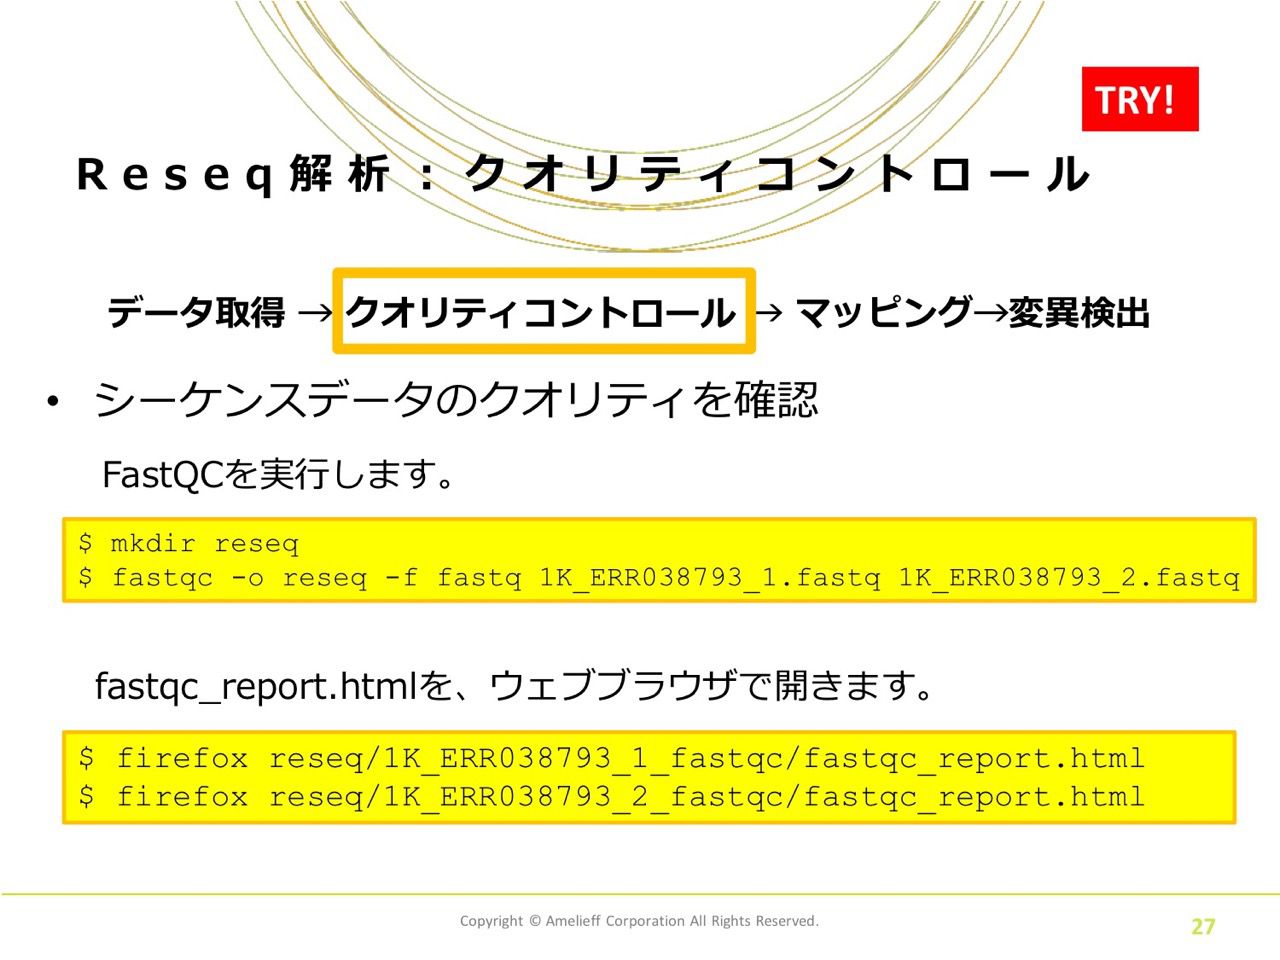 TRY!
Reseq解析：クオリティコントロール
データ取得 → クオリティコントロール → マッピング→変異検出
• シーケンスデータのクオリティを確認
FastQCを実行します。
$ mkdir reseq
$ fastqc -o reseq -f fastq 1K_ERR038793_1.fastq 1K_ERR038793_2.fastq
fastqc_report.htmlを、ウェブブラウザで開きます。
$ firefox reseq/1K_ERR038793_1_fastqc/fastqc_report.html
$ firefox reseq/1K_ERR038793_2_fastqc/fastqc_report.html
Copyright © Amelieff Corporation All Rights Reserved.
27